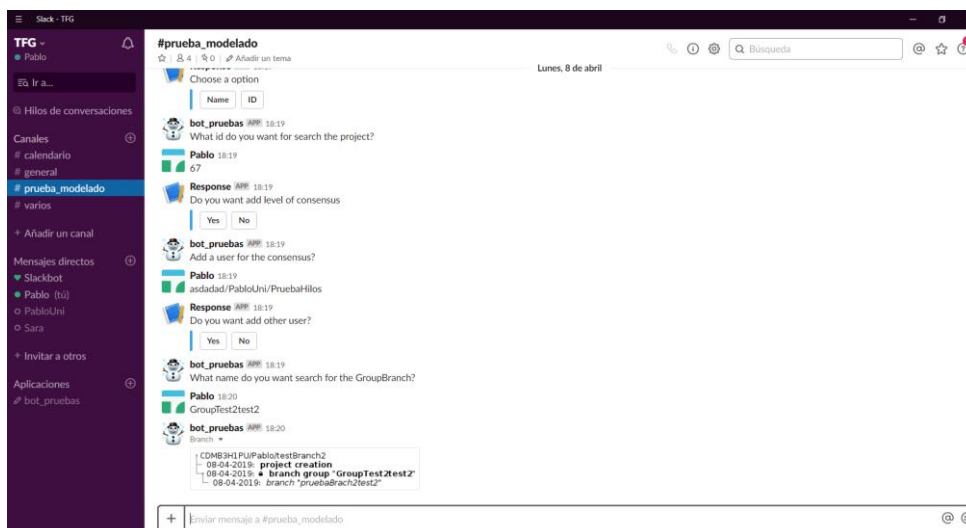 Slack - TFG
TFG
Pablo
Ir a...
Hilos de conversaciones
Canales
# calendario
# general
# prueba_modelado
# varios
+ Añadir un canal
Mensajes directos
Slackbot
Pablo (tú)
PabloUni
Sara
+ Invitar a otros
Aplicaciones
bot_pruebas
#prueba_modelado
4 | 0 | Añadir un tema
Búsqueda
Lunes, 8 de abril
Response
Choose a option
Name ID
bot_pruebas APP 18:19
What id do you want for search the project?
Pablo 18:19
67
Response APP 18:19
Do you want add level of consensus
Yes No
bot_pruebas APP 18:19
Add a user for the consensus?
Pablo 18:19
asdadad/PabloUni/PruebaHilos
Response APP 18:19
Do you want add other user?
Yes No
bot_pruebas APP 18:19
What name do you want search for the GroupBranch?
Pablo 18:20
GroupTest2test2
bot_pruebas APP 18:20
Branch
CDMB3H1PU/Pablo/testBranch2
08-04-2019: project creation
08-04-2019: branch group "GroupTest2test2"
08-04-2019: branch "pruebaBrach2test2"
Enviar mensaje a #prueba_modelado